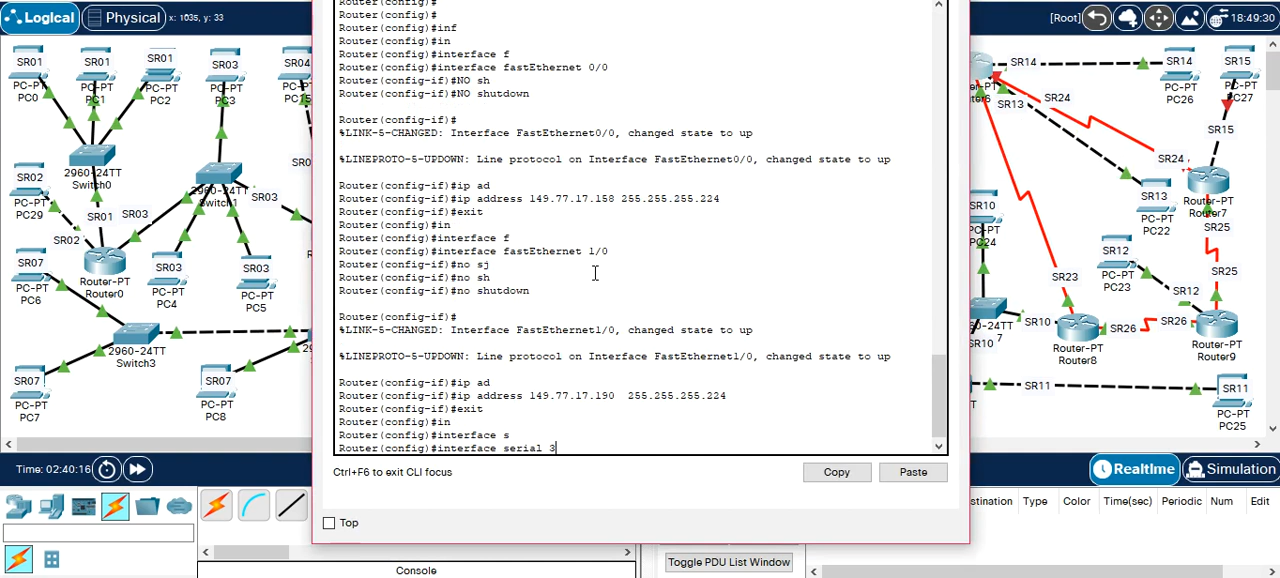 Logical
Physical
x: 1035, y: 33
[Root]
18:49:30
SR01
PC-PT
PC0
SR01
PC-PT
PC1
SR01
PC-PT
PC2
SR03
PC-PT
PC3
SR04
PC-PT
PC15
2960-24TT
Switch0
2960-24TT
Switch1
SR02
PC-PT
PC29
SR01
SR03
SR03
SR02
Router-PT
Router0
SR07
PC-PT
PC6
SR03
PC-PT
PC4
SR03
PC-PT
PC5
2960-24TT
Switch3
SR07
PC-PT
PC7
SR07
PC-PT
PC8
Router(config)#
Router(config)#
Router(config)#inf
Router(config)#in
Router(config)#interface f
Router(config)#interface fastEthernet 0/0
Router(config-if)#NO sh
Router(config-if)#NO shutdown
Router(config-if)#
%LINK-5-CHANGED: Interface FastEthernet0/0, changed state to up
%LINEPROTO-5-UPDOWN: Line protocol on Interface FastEthernet0/0, changed state to up
Router(config-if)#ip ad
Router(config-if)#ip address 149.77.17.158 255.255.255.224
Router(config-if)#exit
Router(config)#in
Router(config)#interface f
Router(config)#interface fastEthernet 1/0
Router(config-if)#no sj
Router(config-if)#no sh
Router(config-if)#no shutdown
Router(config-if)#
%LINK-5-CHANGED: Interface FastEthernet1/0, changed state to up
%LINEPROTO-5-UPDOWN: Line protocol on Interface FastEthernet1/0, changed state to up
Router(config-if)#ip ad
Router(config-if)#ip address 149.77.17.190  255.255.255.224
Router(config-if)#exit
Router(config)#in
Router(config)#interface s
Router(config)#interface serial 3
Ctrl+F6 to exit CLI focus
Copy
Paste
Top
SR14
SR14
PC-PT
PC26
SR15
PC-PT
PC27
SR13
SR24
SR15
SR24
Router-PT
Router7
SR13
PC-PT
PC22
SR10
PC-PT
PC24
SR25
SR12
PC-PT
PC23
SR23
SR25
SR12
SR10
SR26
SR26
SR10
Router-PT
Router8
Router-PT
Router9
SR11
SR11
PC-PT
PC25
Time: 02:40:16
Realtime
Simulation
Type
Color
Time(sec)
Periodic
Num
Edit
Toggle PDU List Window
Console